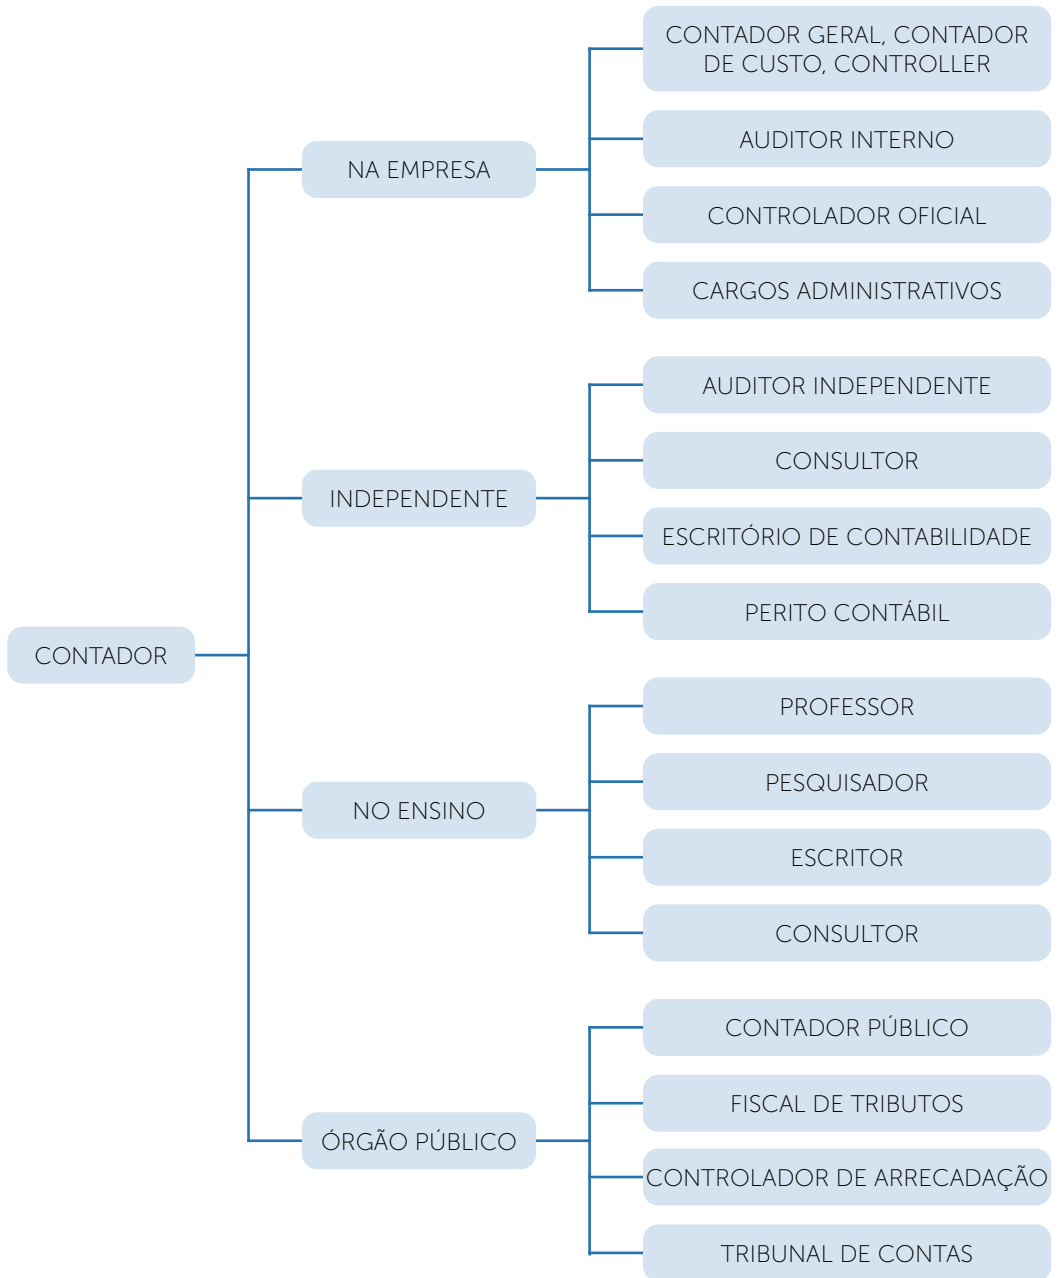 CONTADOR
NA EMPRESA
CONTADOR GERAL, CONTADOR
DE CUSTO, CONTROLLER
AUDITOR INTERNO
CONTROLADOR OFICIAL
CARGOS ADMINISTRATIVOS
INDEPENDENTE
AUDITOR INDEPENDENTE
CONSULTOR
ESCRITÓRIO DE CONTABILIDADE
PERITO CONTÁBIL
NO ENSINO
PROFESSOR
PESQUISADOR
ESCRITOR
CONSULTOR
ÓRGÃO PÚBLICO
CONTADOR PÚBLICO
FISCAL DE TRIBUTOS
CONTROLADOR DE ARRECADAÇÃO
TRIBUNAL DE CONTAS